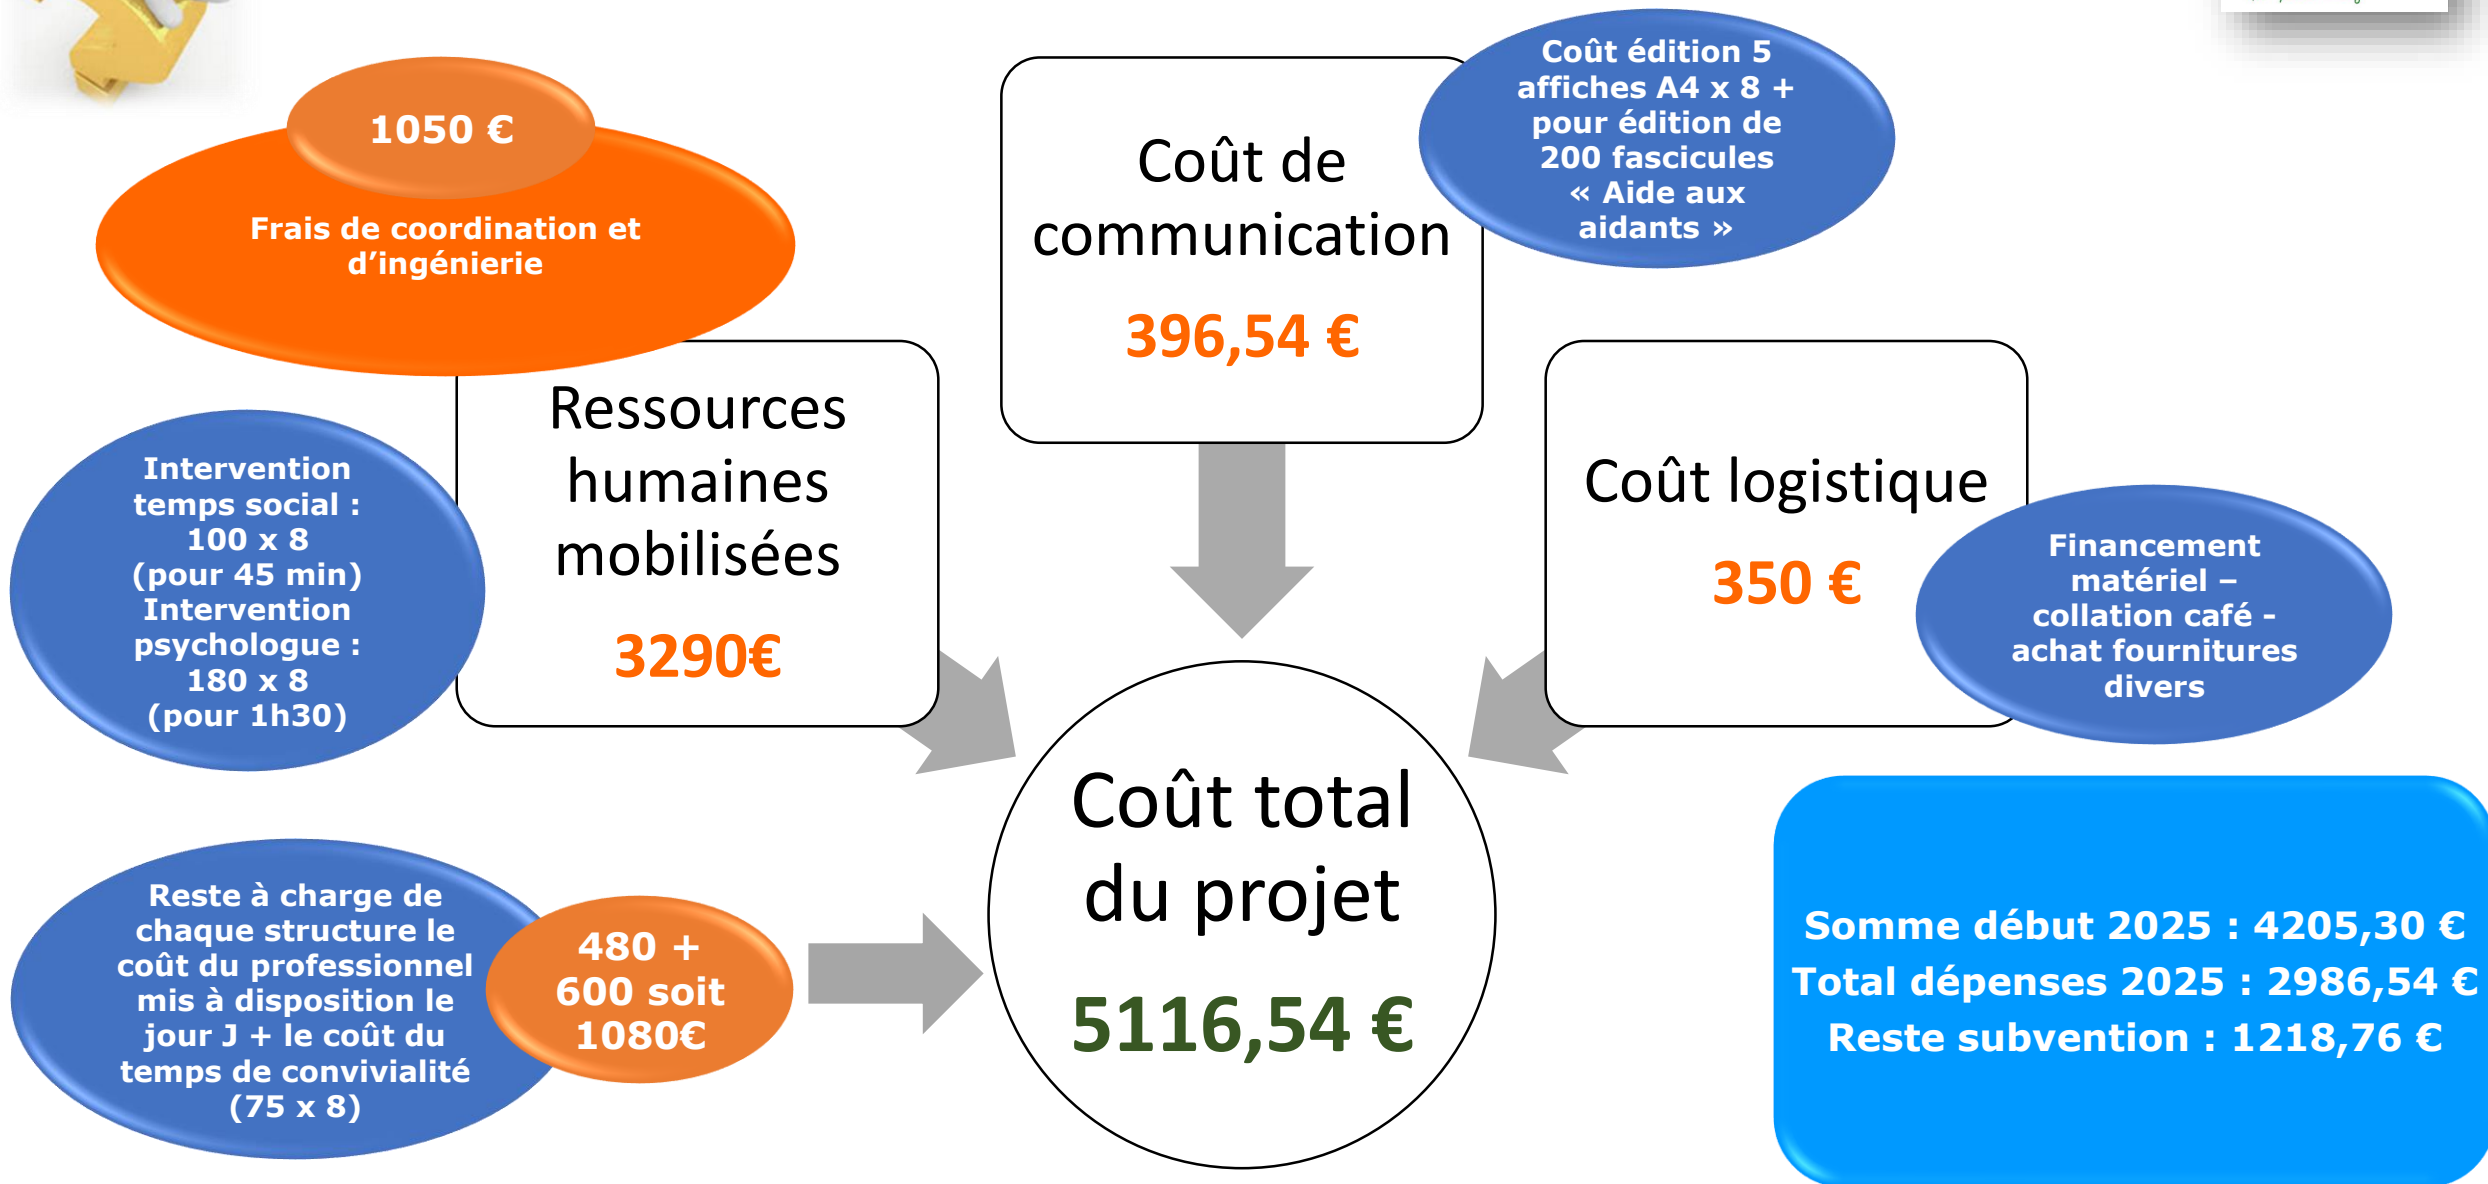 1050 €
Frais de coordination et
d’ingénierie
Coût de
communication
396,54 €
Coût édition 5
affiches A4 x 8 +
pour édition de
200 fascicules
« Aide aux
aidants »
Ressources
humaines
mobilisées
3290€
Intervention
temps social :
100 x 8
(pour 45 min)
Intervention
psychologue :
180 x 8
(pour 1h30)
Coût logistique
350 €
Financement
matériel –
collation café -
achat fournitures
divers
Reste à charge de
chaque structure le
coût du professionnel
mis à disposition le
jour J + le coût du
temps de convivialité
(75 x 8)
480 +
600 soit
1080€
Coût total
du projet
5116,54 €
Somme début 2025 : 4205,30 €
Total dépenses 2025 : 2986,54 €
Reste subvention : 1218,76 €